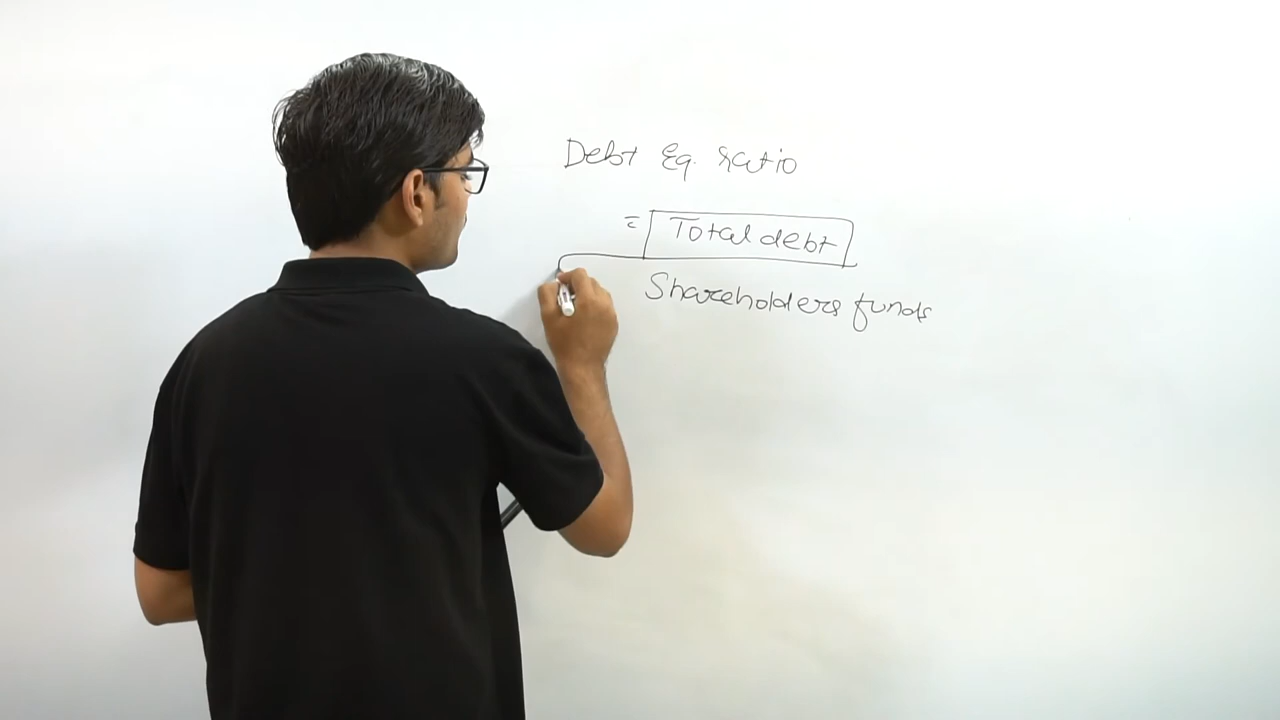 Debt Eq. ratio
= Total debt
Shareholders funds